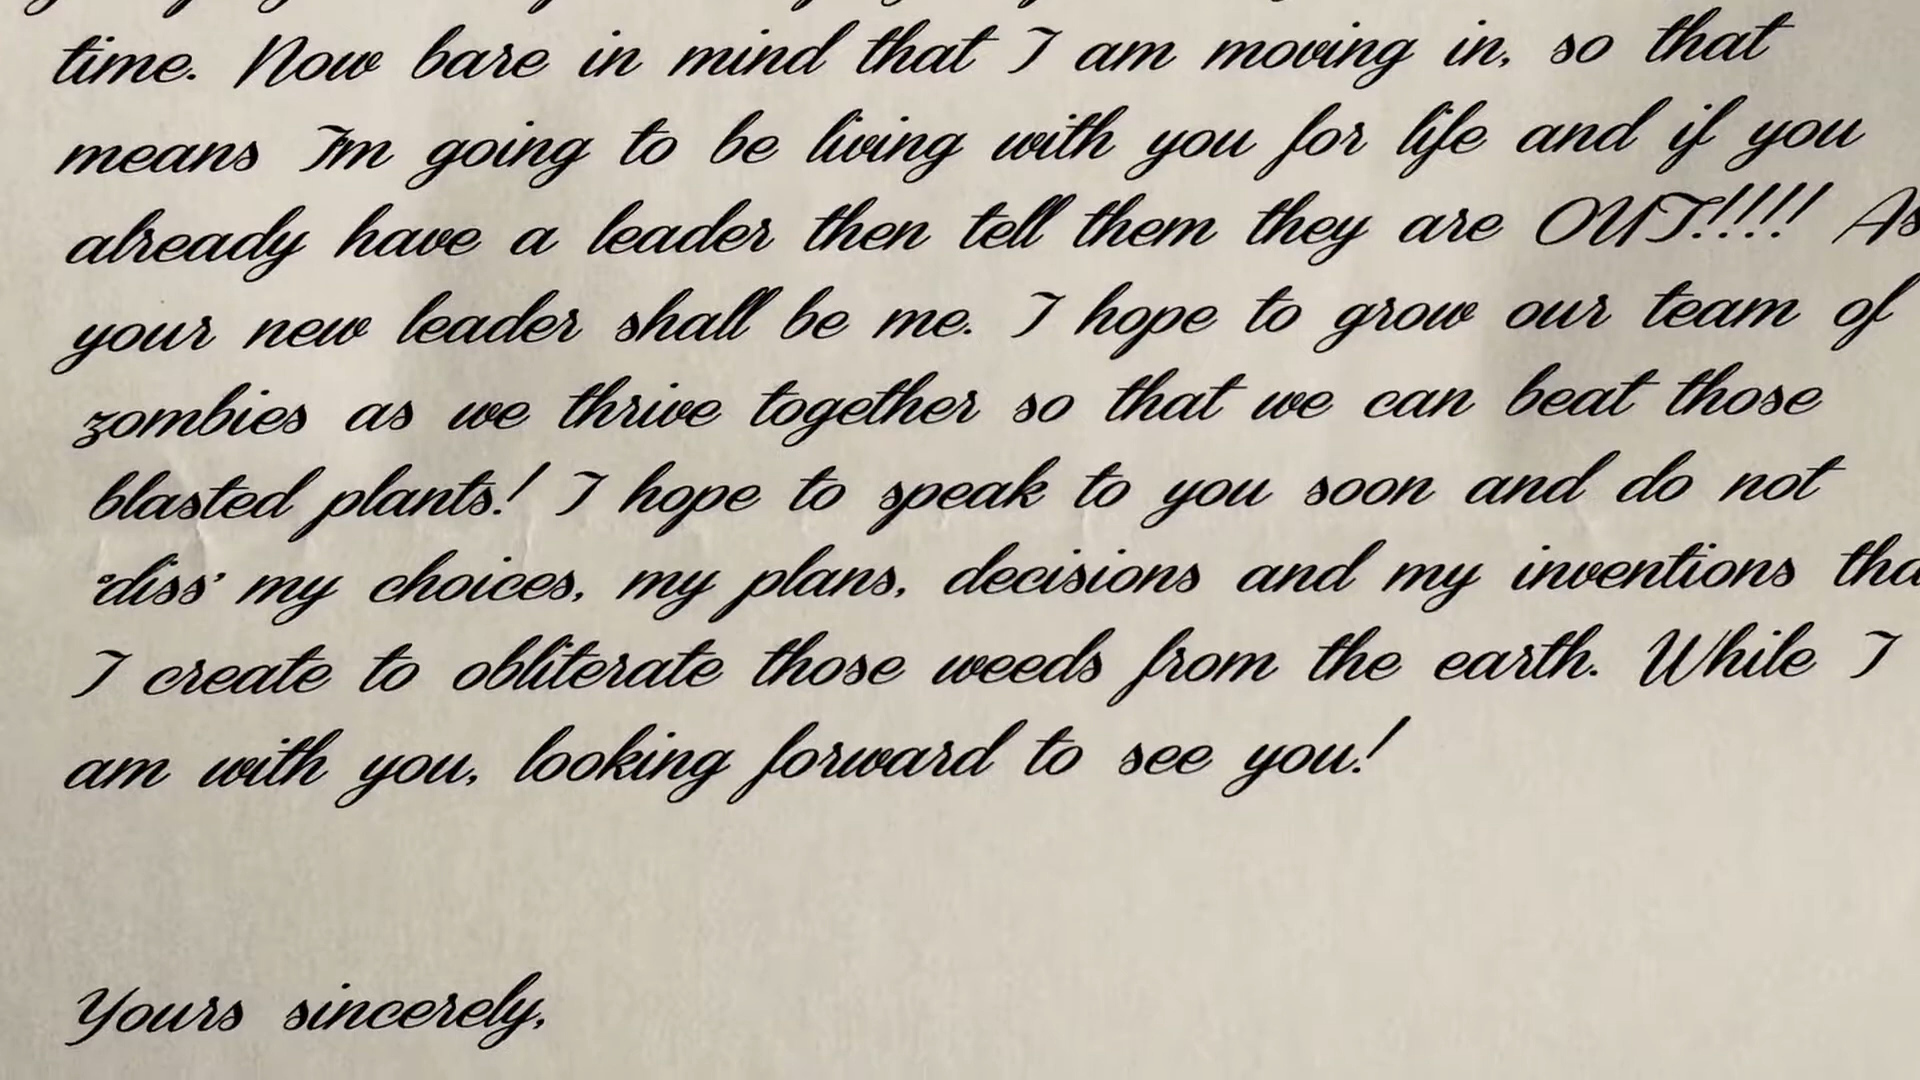 time. Now bare in mind that I am moving in, so that
means I'm going to be living with you for life and if you
already have a leader then tell them they are OUT!!!! As
your new leader shall be me. I hope to grow our team of
zombies as we thrive together so that we can beat those
blasted plants! I hope to speak to you soon and do not
'diss' my choices, my plans, decisions and my inventions
I create to obliterate those weeds from the earth. While I
am with you, looking forward to see you!
Yours sincerely,